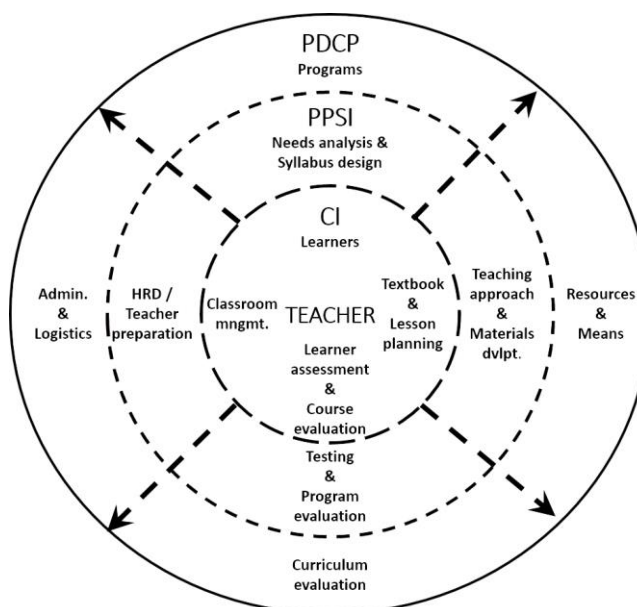 PDCP
Programs
PPSI
Needs analysis &
Syllabus design
CI
Learners
Admin.
&
Logistics
HRD /
Teacher
preparation
Classroom
mngmt.
TEACHER
Textbook
&
Lesson
planning
Teaching
approach
&
Materials
dvlpt.
Resources
&
Means
Learner
assessment
&
Course
evaluation
Testing
&
Program
evaluation
Curriculum
evaluation